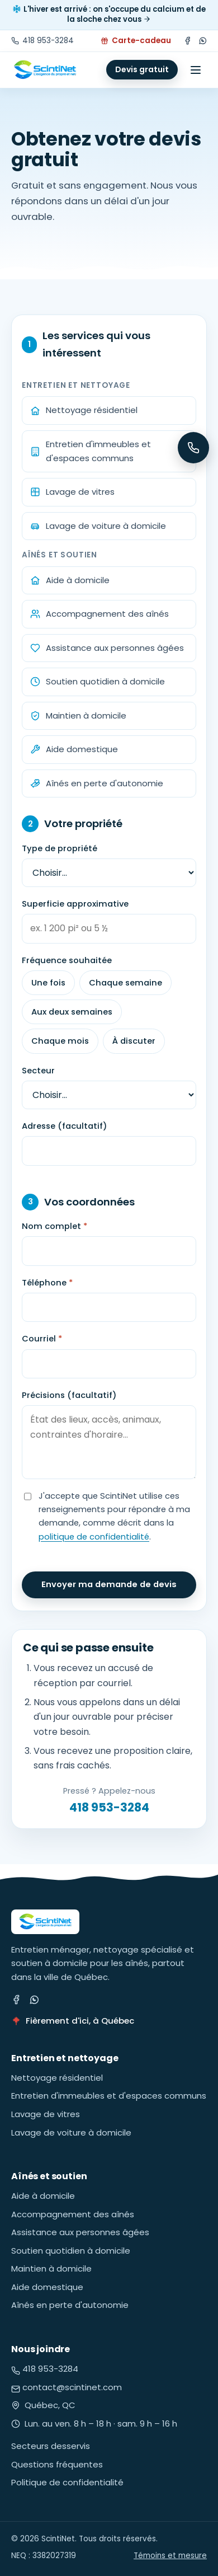 L'hiver est arrivé : on s'occupe du calcium et de
la sloche chez vous →
418 953-3284
Carte-cadeau
ScintiNet
Devis gratuit
Obtenez votre devis
gratuit
Gratuit et sans engagement. Nous vous
répondons dans un délai d'un jour
ouvrable.
1
Les services qui vous
intéressent
ENTRETIEN ET NETTOYAGE
Nettoyage résidentiel
Entretien d'immeubles et
d'espaces communs
Lavage de vitres
Lavage de voiture à domicile
AÎNÉS ET SOUTIEN
Aide à domicile
Accompagnement des aînés
Assistance aux personnes âgées
Soutien quotidien à domicile
Maintien à domicile
Aide domestique
Aînés en perte d'autonomie
2 Votre propriété
Type de propriété
Choisir...
Superficie approximative
ex. 1 200 pi² ou 5 ½
Fréquence souhaitée
Une fois
Chaque semaine
Aux deux semaines
Chaque mois
À discuter
Secteur
Choisir...
Adresse (facultatif)
3 Vos coordonnées
Nom complet *
Téléphone *
Courriel *
Précisions (facultatif)
État des lieux, accès, animaux,
contraintes d'horaire...
J'accepte que ScintiNet utilise ces
renseignements pour répondre à ma
demande, comme décrit dans la
politique de confidentialité.
Envoyer ma demande de devis
Ce qui se passe ensuite
1. Vous recevez un accusé de
réception par courriel.
2. Nous vous appelons dans un délai
d'un jour ouvrable pour préciser
votre besoin.
3. Vous recevez une proposition claire,
sans frais cachés.
Pressé ? Appelez-nous
418 953-3284
ScintiNet
Entretien ménager, nettoyage spécialisé et
soutien à domicile pour les aînés, partout
dans la ville de Québec.
Fièrement d'ici, à Québec
Entretien et nettoyage
Nettoyage résidentiel
Entretien d'immeubles et d'espaces communs
Lavage de vitres
Lavage de voiture à domicile
Aînés et soutien
Aide à domicile
Accompagnement des aînés
Assistance aux personnes âgées
Soutien quotidien à domicile
Maintien à domicile
Aide domestique
Aînés en perte d'autonomie
Nous joindre
418 953-3284
contact@scintinet.com
Québec, QC
Lun. au ven. 8 h – 18 h · sam. 9 h – 16 h
Secteurs desservis
Questions fréquentes
Politique de confidentialité
© 2026 ScintiNet. Tous droits réservés.
NEQ : 3382027319
Témoins et mesure